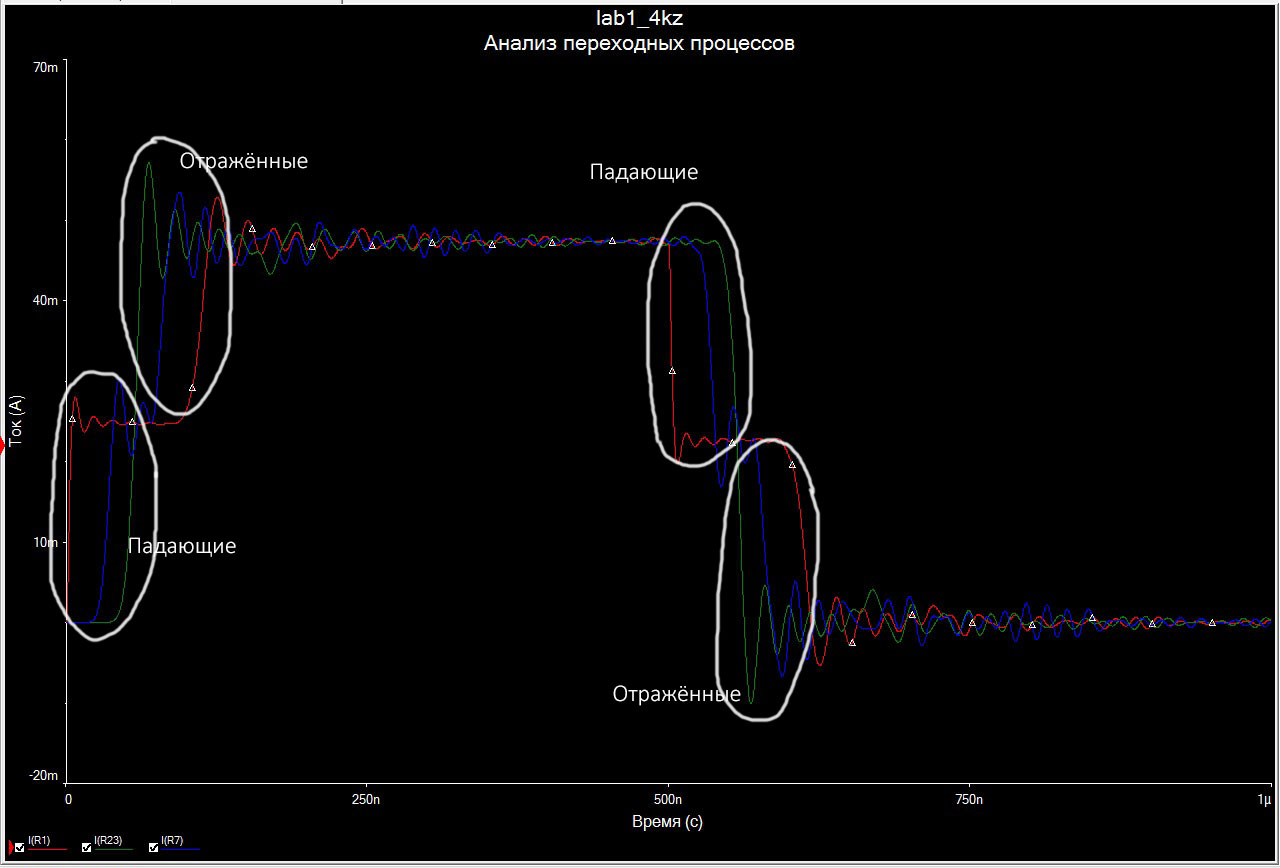 lab1_4kz
Анализ переходных процессов
70m
Отражённые
Падающие
40m
Ток (А)
10m
Падающие
Отражённые
-20m
0 250n 500n 750n 1µ
Время (с)
I(R1) I(R23) I(R7)